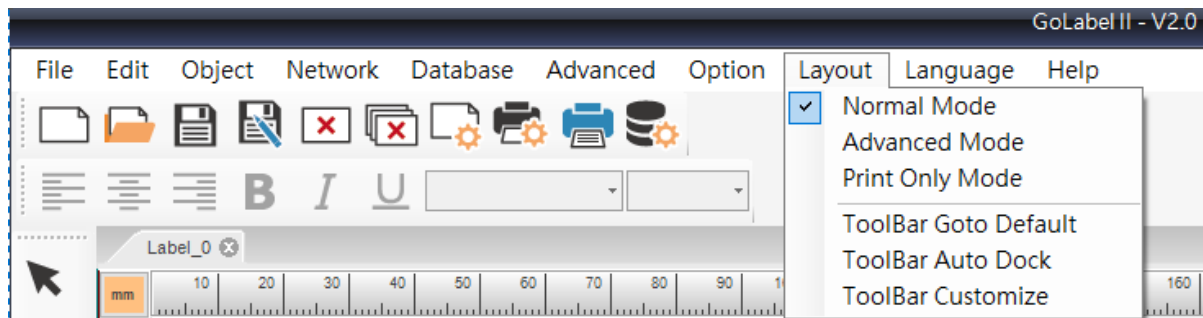 GoLabel II - V2.0
File Edit Object Network Database Advanced Option Layout Language Help
Normal Mode
Advanced Mode
Print Only Mode
B I U
ToolBar Goto Default
Label_0
ToolBar Auto Dock
mm 10 20 30 40 50 60 70 80 90 160
ToolBar Customize